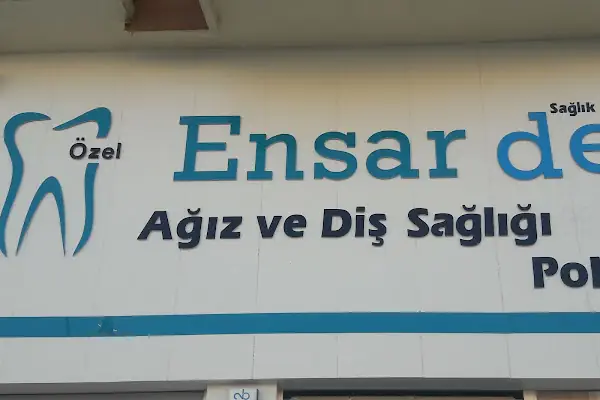 Özel
Ensar de
Sağlık
Ağız ve Diş Sağlığı
Pol